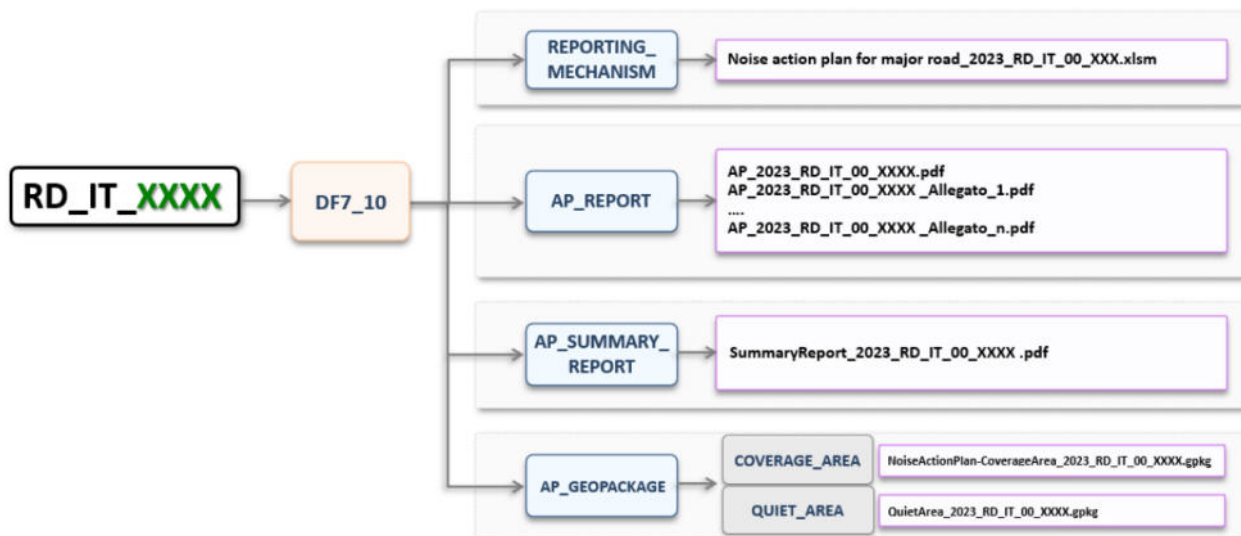 RD_IT_XXXX
DF7_10
REPORTING_
MECHANISM
Noise action plan for major road_2023_RD_IT_00_XXX.xlsm
AP_REPORT
AP_2023_RD_IT_00_XXXX.pdf
AP_2023_RD_IT_00_XXXX _Allegato_1.pdf
....
AP_2023_RD_IT_00_XXXX _Allegato_n.pdf
AP_SUMMARY_
REPORT
SummaryReport_2023_RD_IT_00_XXXX .pdf
AP_GEOPACKAGE
COVERAGE_AREA
NoiseActionPlan-CoverageArea_2023_RD_IT_00_XXXX.gpkg
QUIET_AREA
QuietArea_2023_RD_IT_00_XXXX.gpkg